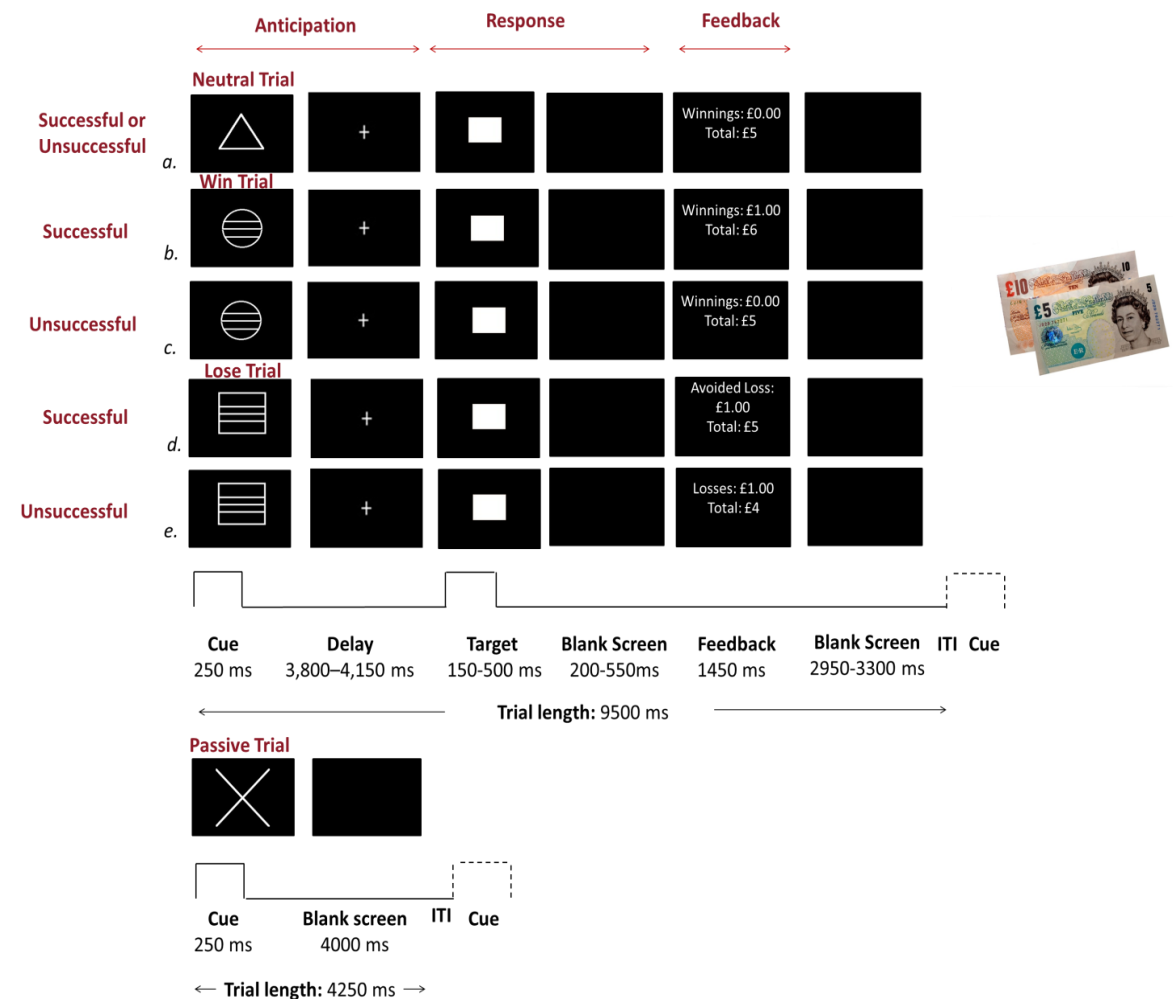 Anticipation Response Feedback
Neutral Trial
Successful or
Unsuccessful
a.
Winnings: £0.00
Total: £5
Win Trial
Successful
b.
Winnings: £1.00
Total: £6
Unsuccessful
c.
Winnings: £0.00
Total: £5
Lose Trial
Successful
d.
Avoided Loss:
£1.00
Total: £5
Unsuccessful
e.
Losses: £1.00
Total: £4
£10
10
£5
5
Cue Delay Target Blank Screen Feedback Blank Screen ITI Cue
250 ms 3,800–4,150 ms 150-500 ms 200-550ms 1450 ms 2950-3300 ms
Trial length: 9500 ms
Passive Trial
Cue Blank screen ITI Cue
250 ms 4000 ms
Trial length: 4250 ms